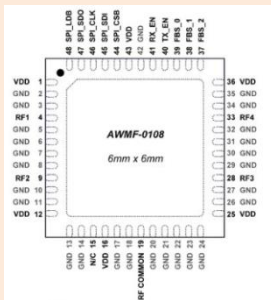 48 SPI_LDB
47 SPI_SDO
46 SPI_CLK
45 SPI_SDI
44 SPI_CSB
43 VDD
42 GND
41 RX_EN
40 TX_EN
39 FBS_0
38 FBS_1
37 FBS_2
VDD 1
GND 2
GND 3
RF1 4
GND 5
GND 6
GND 7
GND 8
RF2 9
GND 10
GND 11
VDD 12
AWMF-0108
6mm x 6mm
36 VDD
35 GND
34 GND
33 RF4
32 GND
31 GND
30 GND
29 GND
28 RF3
27 GND
26 GND
25 VDD
GND 13
GND 14
N/C 15
VDD 16
GND 17
GND 18
RF COMMON 19
GND 20
GND 21
GND 22
GND 23
GND 24